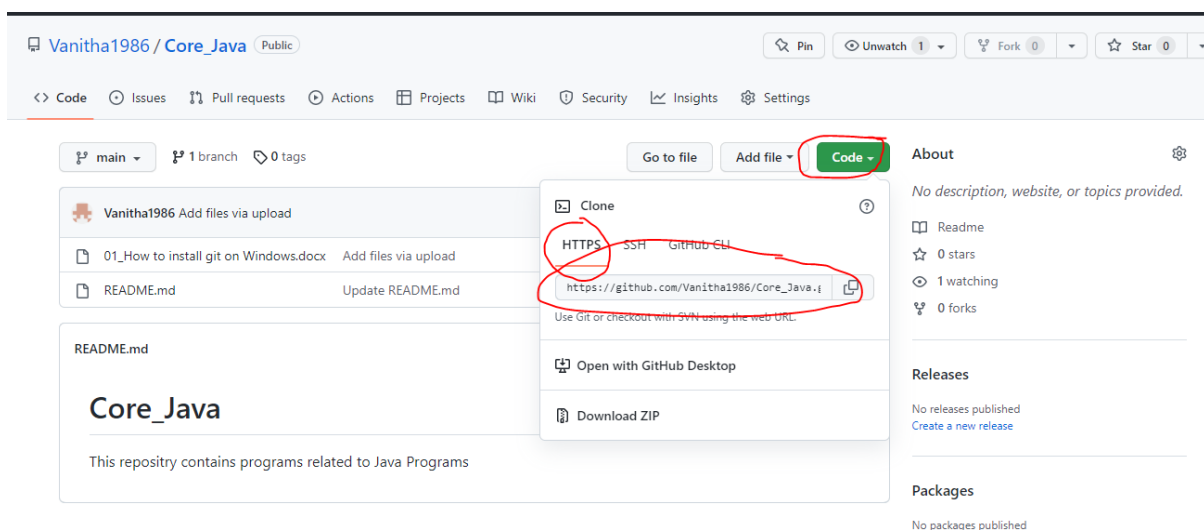 Vanitha1986 / Core_Java Public
Pin Unwatch 1 Fork 0 Star 0
Code Issues Pull requests Actions Projects Wiki Security Insights Settings
main 1 branch 0 tags
Go to file Add file Code
Vanitha1986 Add files via upload
01_How to install git on Windows.docx Add files via upload
README.md Update README.md
Clone
HTTPS SSH GitHub CLI
https://github.com/Vanitha1986/Core_Java.g
Use Git or checkout with SVN using the web URL.
Open with GitHub Desktop
Download ZIP
README.md
Core_Java
This repositry contains programs related to Java Programs
About
No description, website, or topics provided.
Readme
0 stars
1 watching
0 forks
Releases
No releases published
Create a new release
Packages
No packages published